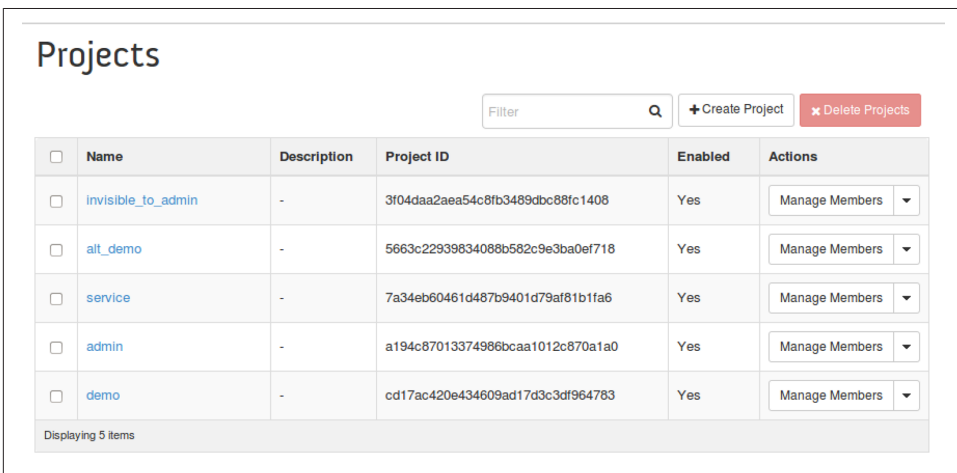 Projects
Filter Create Project Delete Projects
Name Description Project ID Enabled Actions
invisible_to_admin - 3f04daa2aea54c8fb3489dbc88fc1408 Yes Manage Members
alt_demo - 5663c22939834088b582c9e3ba0ef718 Yes Manage Members
service - 7a34eb60461d487b9401d79af81b1fa6 Yes Manage Members
admin - a194c87013374986bcaa1012c870a1a0 Yes Manage Members
demo - cd17ac420e434609ad17d3c3df964783 Yes Manage Members
Displaying 5 items